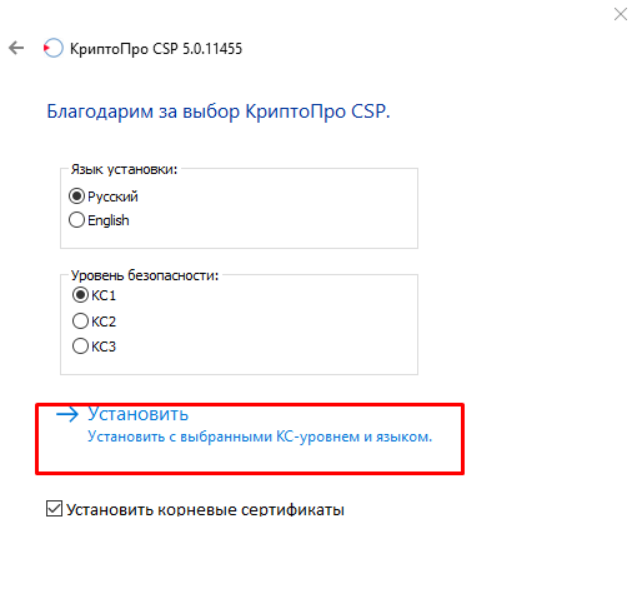 КриптоПро CSP 5.0.11455
Благодарим за выбор КриптоПро CSP.
Язык установки:
Русский
English
Уровень безопасности:
КС1
КС2
КС3
Установить
Установить с выбранными КС-уровнем и языком.
Установить корневые сертификаты